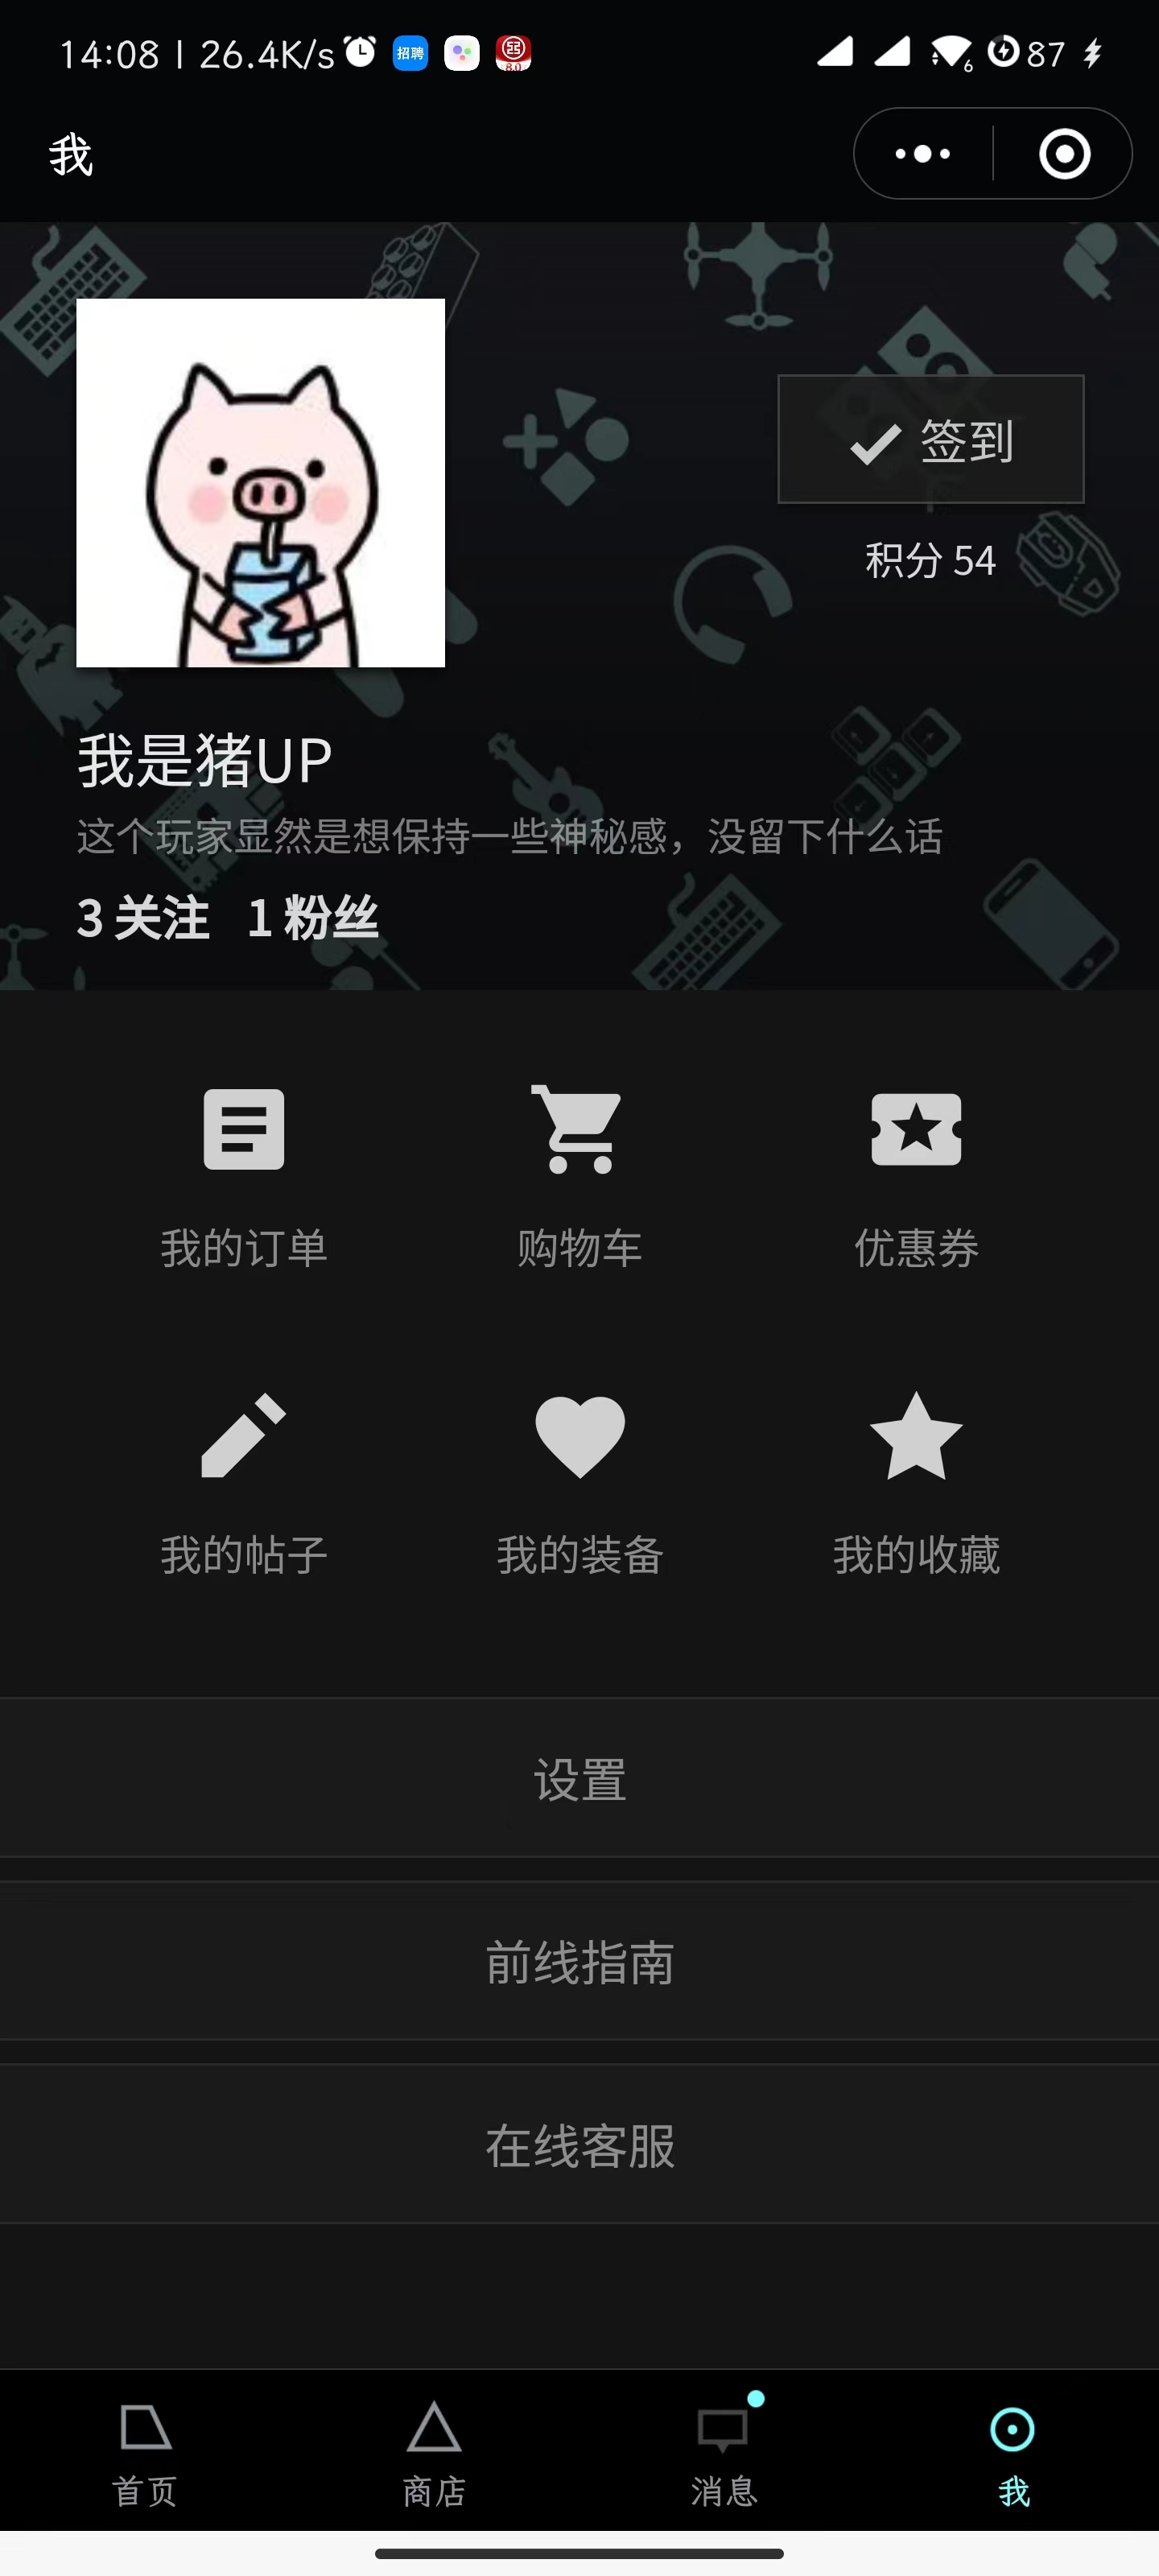 14:08 | 26.4K/s 招聘 8.0 6 87
我
签到
积分 54
我是猪UP
这个玩家显然是想保持一些神秘感，没留下什么话
3 关注 1 粉丝
我的订单 购物车 优惠券
我的帖子 我的装备 我的收藏
设置
前线指南
在线客服
首页 商店 消息 我